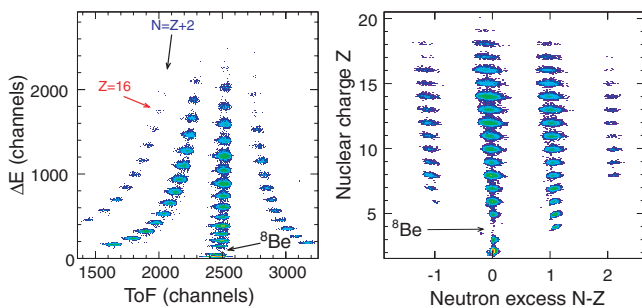 N=Z+2
Z=16
⁸Be
ΔE (channels)
2000
1000
0
1500
2000
2500
3000
ToF (channels)
Nuclear charge Z
20
15
10
5
⁸Be
-1
0
1
2
Neutron excess N-Z